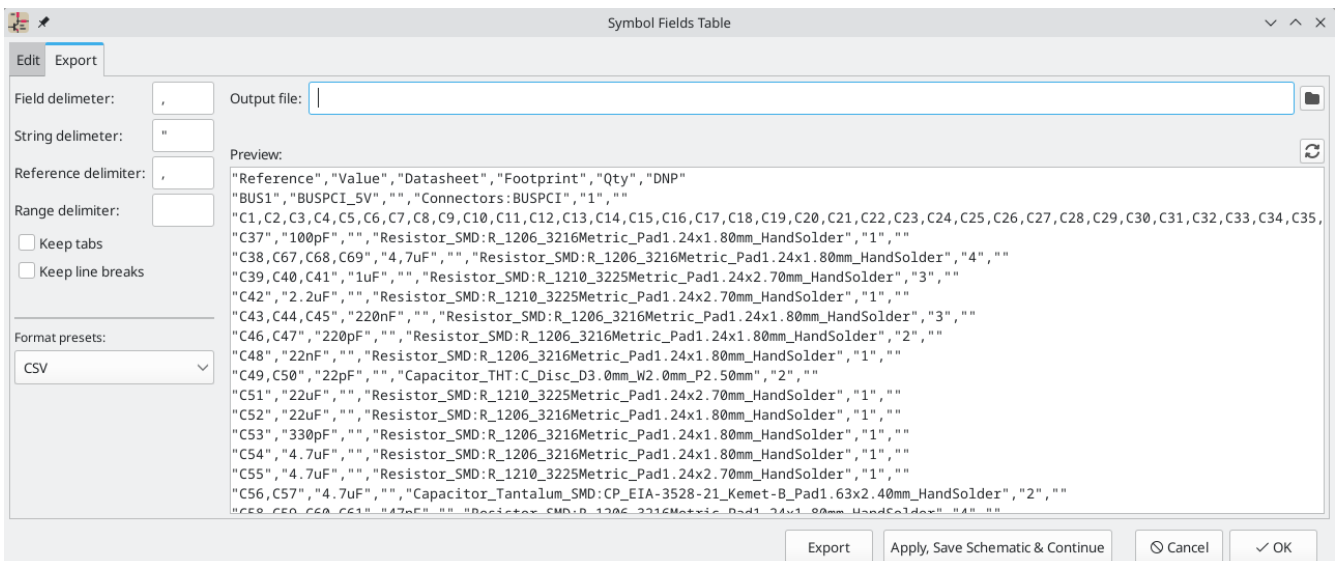 Symbol Fields Table
Edit Export
Field delimeter: ,
Output file:
String delimeter: "
Preview:
Reference delimiter: ,
Range delimiter:
Keep tabs
Keep line breaks
Format presets:
CSV
"Reference","Value","Datasheet","Footprint","Qty","DNP"
"BUS1","BUSPCI_5V","","Connectors:BUSPCI","1",""
"C1,C2,C3,C4,C5,C6,C7,C8,C9,C10,C11,C12,C13,C14,C15,C16,C17,C18,C19,C20,C21,C22,C23,C24,C25,C26,C27,C28,C29,C30,C31,C32,C33,C34,C35,
"C37","100pF","","Resistor_SMD:R_1206_3216Metric_Pad1.24x1.80mm_HandSolder","1",""
"C38,C67,C68,C69","4,7uF","","Resistor_SMD:R_1206_3216Metric_Pad1.24x1.80mm_HandSolder","4",""
"C39,C40,C41","1uF","","Resistor_SMD:R_1210_3225Metric_Pad1.24x2.70mm_HandSolder","3",""
"C42","2.2uF","","Resistor_SMD:R_1210_3225Metric_Pad1.24x2.70mm_HandSolder","1",""
"C43,C44,C45","220nF","","Resistor_SMD:R_1206_3216Metric_Pad1.24x1.80mm_HandSolder","3",""
"C46,C47","220pF","","Resistor_SMD:R_1206_3216Metric_Pad1.24x1.80mm_HandSolder","2",""
"C48","22nF","","Resistor_SMD:R_1206_3216Metric_Pad1.24x1.80mm_HandSolder","1",""
"C49,C50","22pF","","Capacitor_THT:C_Disc_D3.0mm_W2.0mm_P2.50mm","2",""
"C51","22uF","","Resistor_SMD:R_1210_3225Metric_Pad1.24x2.70mm_HandSolder","1",""
"C52","22uF","","Resistor_SMD:R_1206_3216Metric_Pad1.24x1.80mm_HandSolder","1",""
"C53","330pF","","Resistor_SMD:R_1206_3216Metric_Pad1.24x1.80mm_HandSolder","1",""
"C54","4.7uF","","Resistor_SMD:R_1206_3216Metric_Pad1.24x1.80mm_HandSolder","1",""
"C55","4.7uF","","Resistor_SMD:R_1210_3225Metric_Pad1.24x2.70mm_HandSolder","1",""
"C56,C57","4.7uF","","Capacitor_Tantalum_SMD:CP_EIA-3528-21_Kemet-B_Pad1.63x2.40mm_HandSolder","2",""
"C58,C59,C60,C61","47nF","","Resistor_SMD:R_1206_3216Metric_Pad1.24x1.80mm_HandSolder","4",""
Export Apply, Save Schematic & Continue Cancel OK